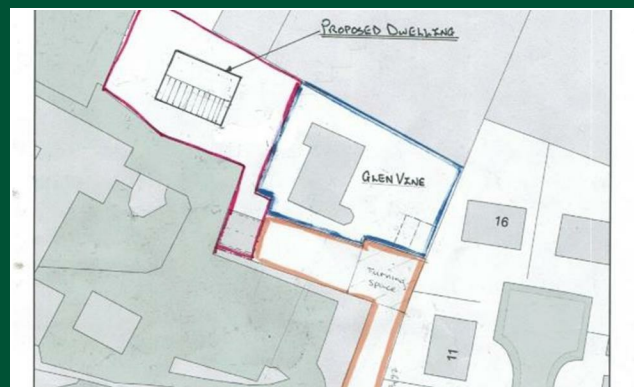 PROPOSED DWELLING
GLEN VINE
16
Turning
Space
11